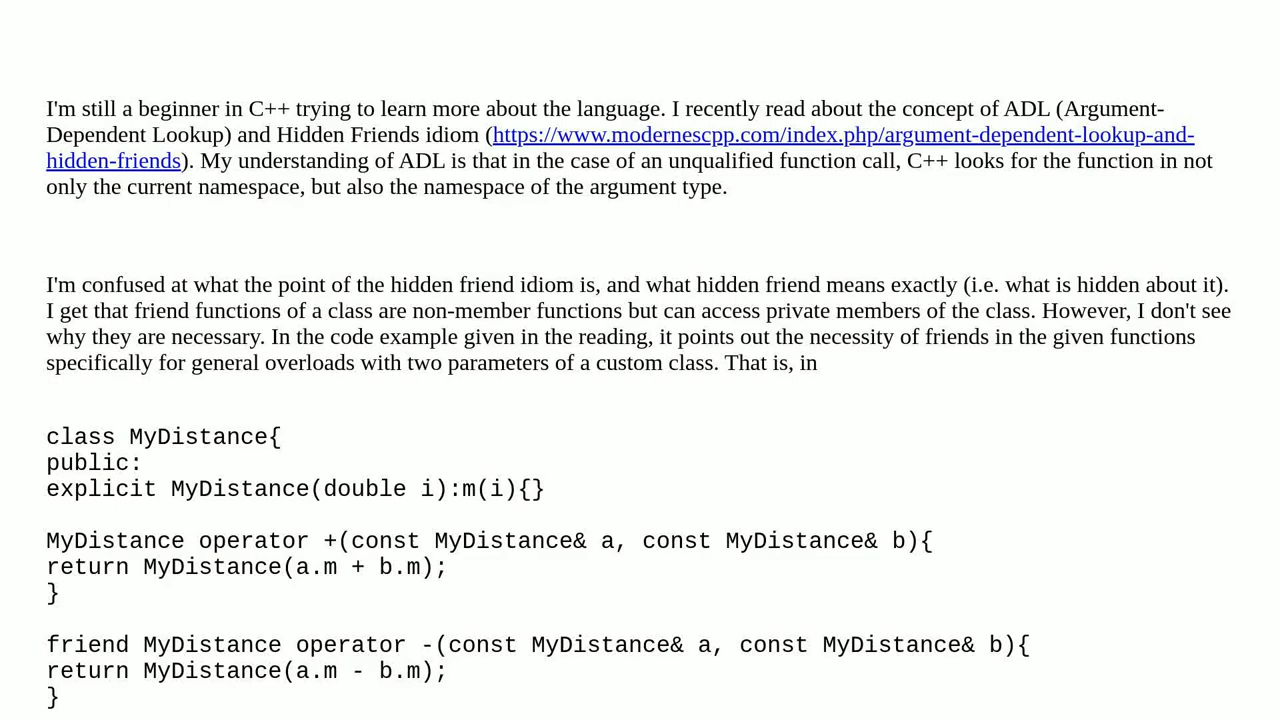 I'm still a beginner in C++ trying to learn more about the language. I recently read about the concept of ADL (Argument-
Dependent Lookup) and Hidden Friends idiom (https://www.modernescpp.com/index.php/argument-dependent-lookup-and-
hidden-friends). My understanding of ADL is that in the case of an unqualified function call, C++ looks for the function in not
only the current namespace, but also the namespace of the argument type.
I'm confused at what the point of the hidden friend idiom is, and what hidden friend means exactly (i.e. what is hidden about it).
I get that friend functions of a class are non-member functions but can access private members of the class. However, I don't see
why they are necessary. In the code example given in the reading, it points out the necessity of friends in the given functions
specifically for general overloads with two parameters of a custom class. That is, in
class MyDistance{
public:
explicit MyDistance(double i):m(i){}
MyDistance operator +(const MyDistance& a, const MyDistance& b){
return MyDistance(a.m + b.m);
}
friend MyDistance operator -(const MyDistance& a, const MyDistance& b){
return MyDistance(a.m - b.m);
}